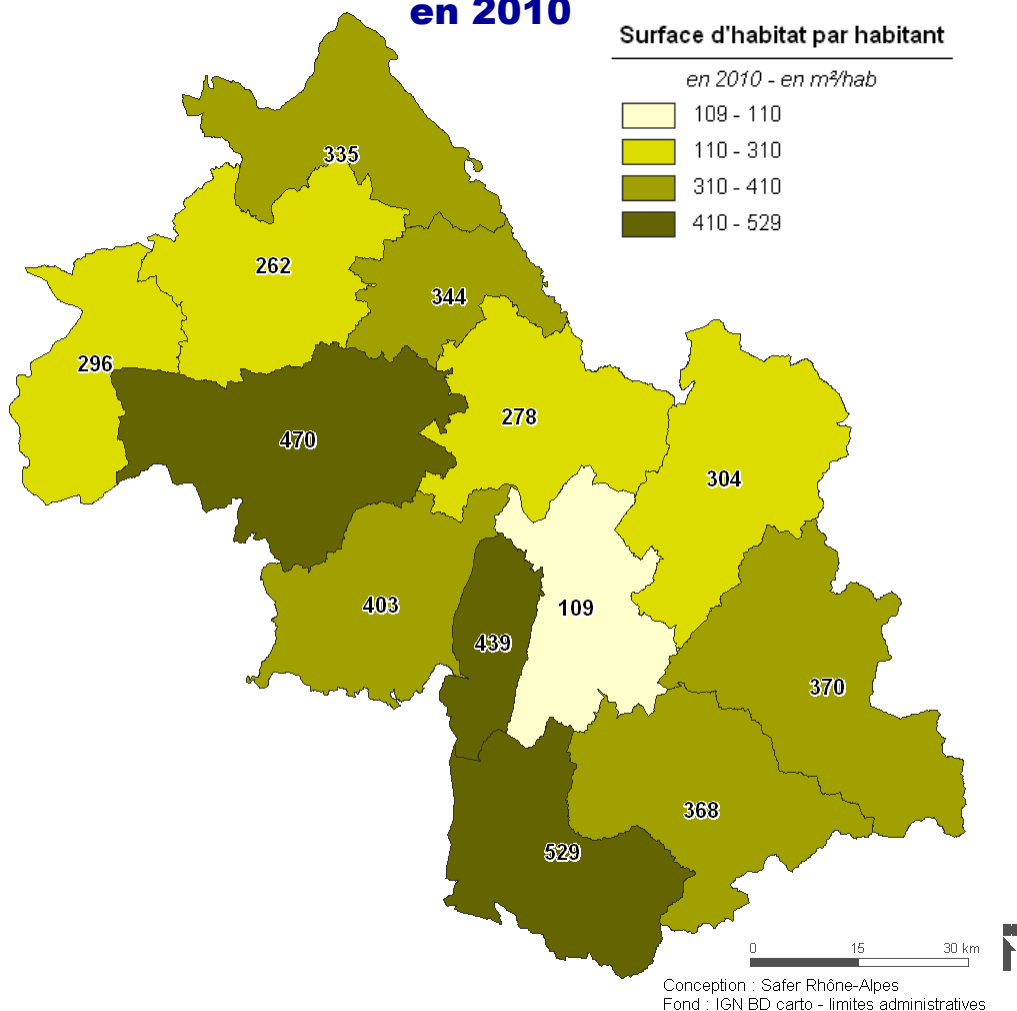 en 2010
Surface d'habitat par habitant
en 2010 - en m²/hab
109 - 110
110 - 310
310 - 410
410 - 529
335
262
344
296
278
470
304
403
109
439
370
368
529
0 15 30 km
N
Conception : Safer Rhône-Alpes
Fond : IGN BD carto - limites administratives